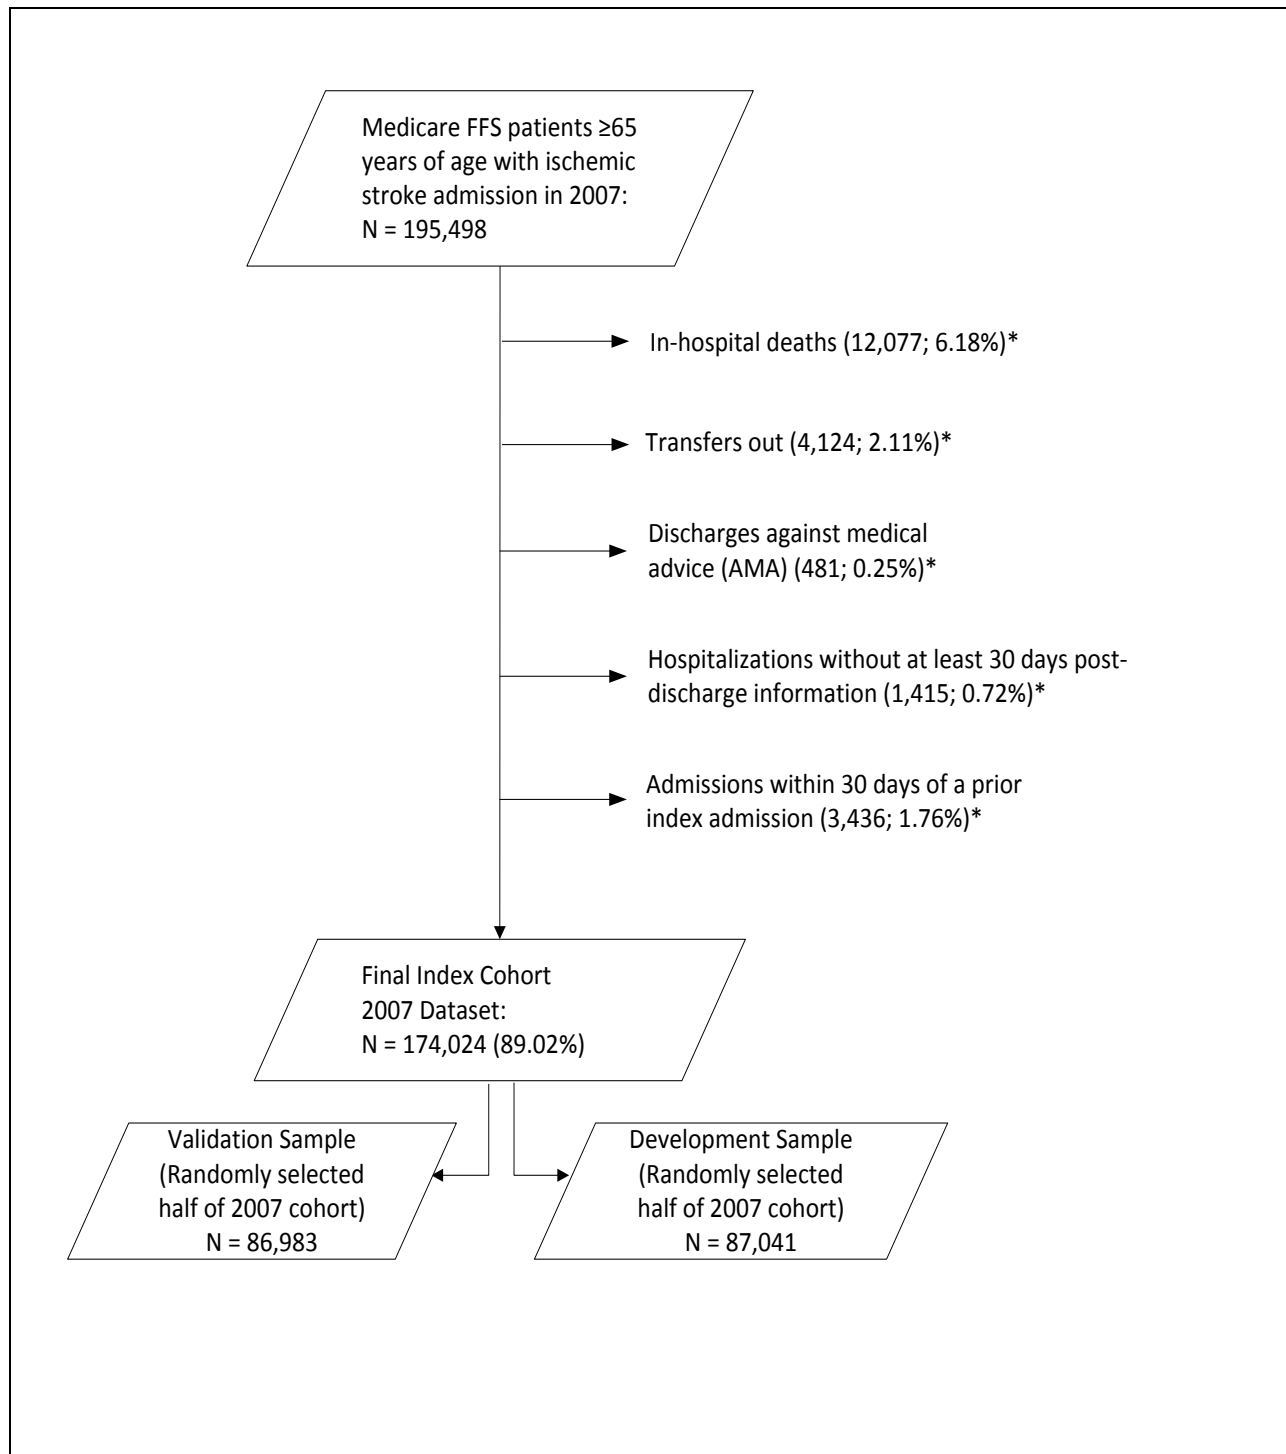 Medicare FFS patients ≥65
years of age with ischemic
stroke admission in 2007:
N = 195,498
In-hospital deaths (12,077; 6.18%)*
Transfers out (4,124; 2.11%)*
Discharges against medical
advice (AMA) (481; 0.25%)*
Hospitalizations without at least 30 days post-
discharge information (1,415; 0.72%)*
Admissions within 30 days of a prior
index admission (3,436; 1.76%)*
Final Index Cohort
2007 Dataset:
N = 174,024 (89.02%)
Validation Sample
(Randomly selected
half of 2007 cohort)
N = 86,983
Development Sample
(Randomly selected
half of 2007 cohort)
N = 87,041